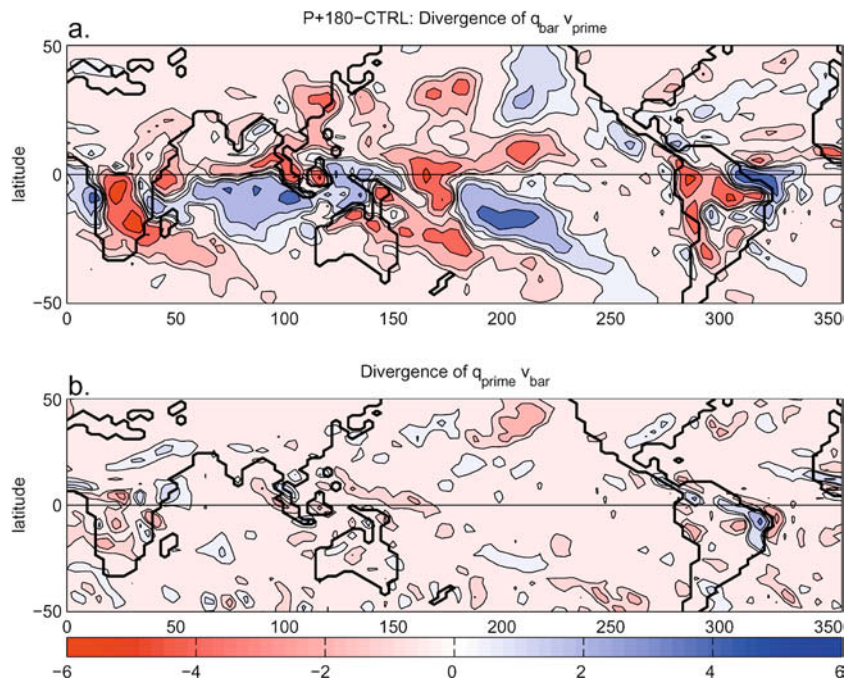 P+180−CTRL: Divergence of q_bar v_prime
a.
50
0
−50
latitude
0 50 100 150 200 250 300 350
b.
Divergence of q_prime v_bar
50
0
−50
latitude
0 50 100 150 200 250 300 350
−6 −4 −2 0 2 4 6